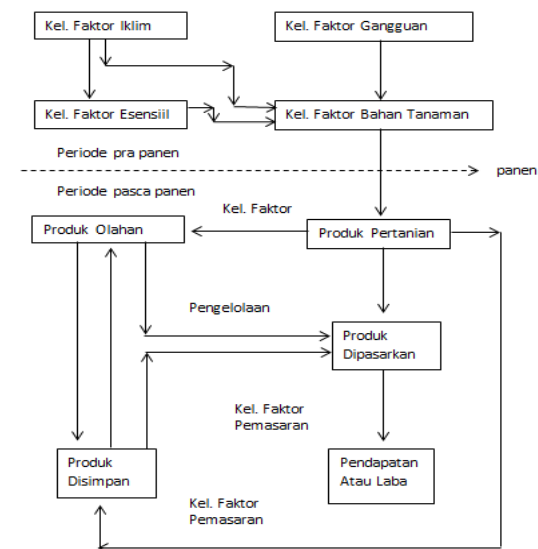 Kel. Faktor Iklim
Kel. Faktor Gangguan
Kel. Faktor Esensiil
Kel. Faktor Bahan Tanaman
Periode pra panen
panen
Periode pasca panen
Kel. Faktor
Produk Olahan
Produk Pertanian
Pengelolaan
Produk
Dipasarkan
Kel. Faktor
Pemasaran
Produk
Disimpan
Pendapatan
Atau Laba
Kel. Faktor
Pemasaran